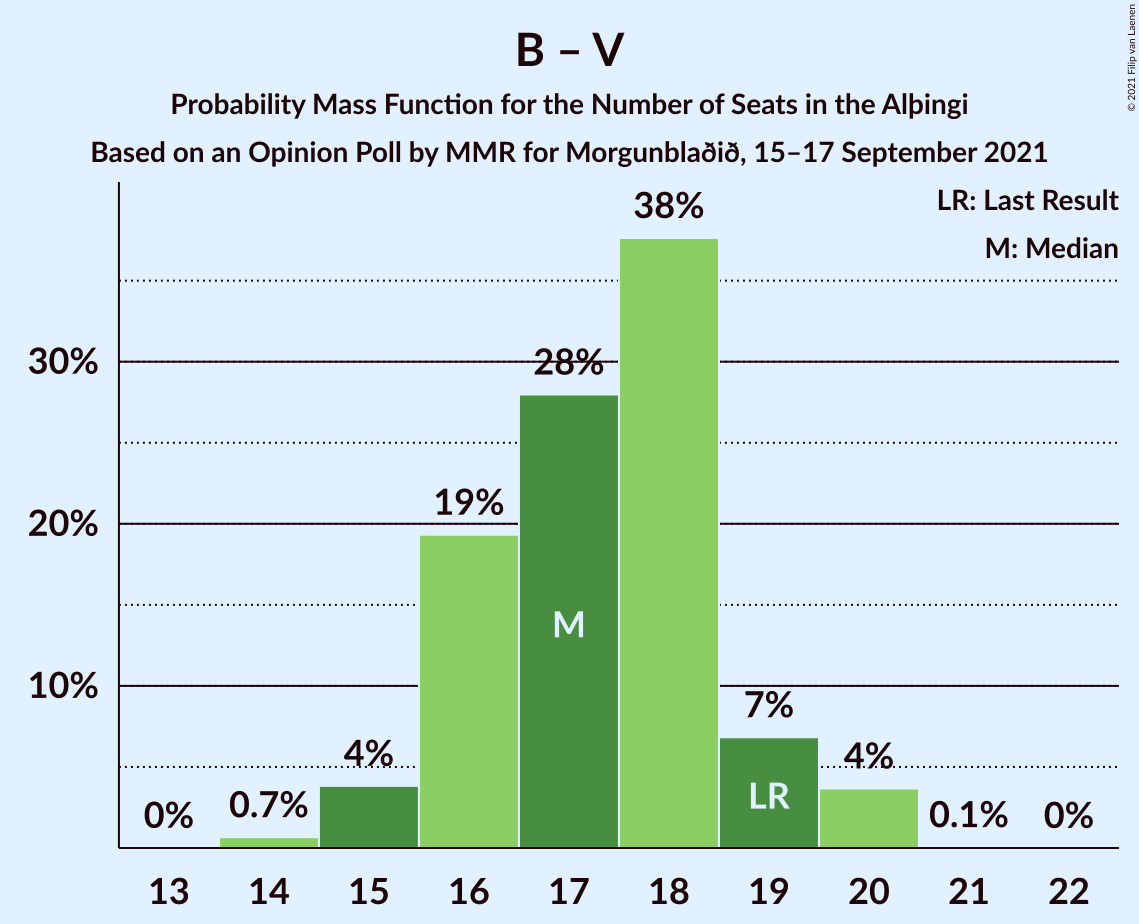 B – V
Probability Mass Function for the Number of Seats in the Alþingi
Based on an Opinion Poll by MMR for Morgunblaðið, 15–17 September 2021
© 2021 Filip van Laenen
LR: Last Result
M: Median
38%
30%
28%
20%
19%
M
10%
7%
4%
4%
LR
0%
0.7%
0.1%
0%
13 14 15 16 17 18 19 20 21 22